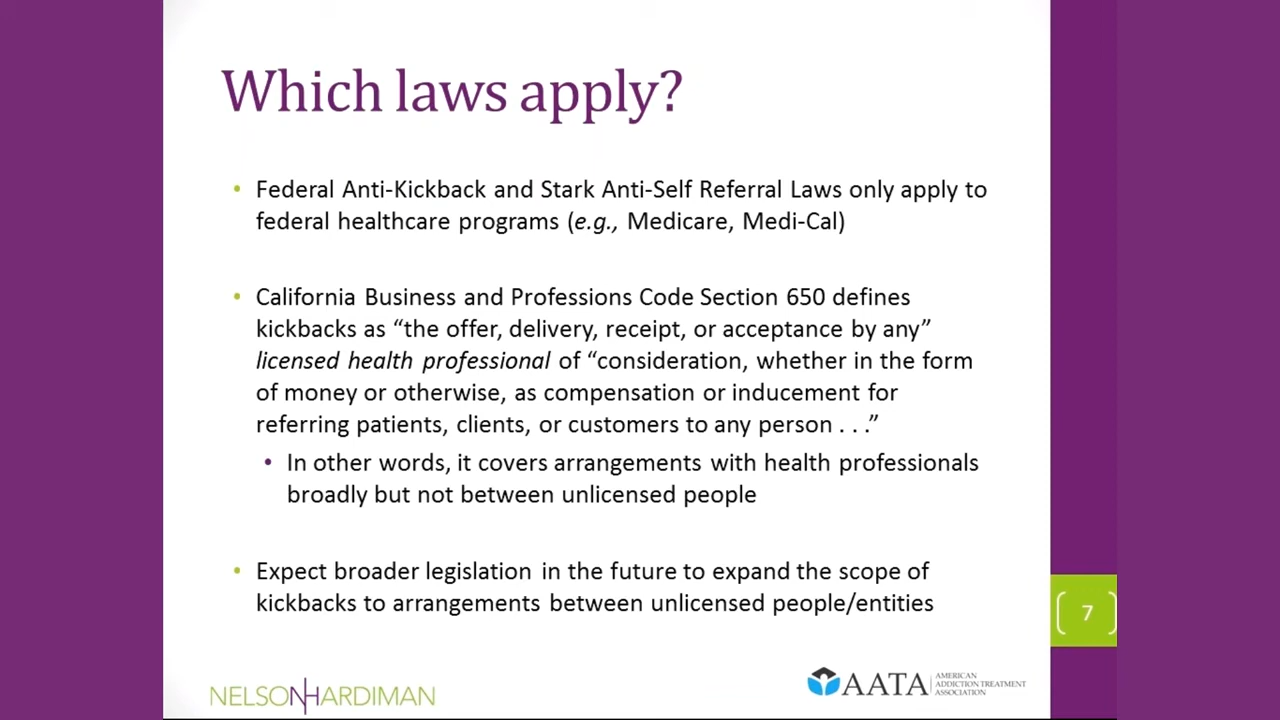 Which laws apply?
• Federal Anti-Kickback and Stark Anti-Self Referral Laws only apply to
federal healthcare programs (e.g., Medicare, Medi-Cal)
• California Business and Professions Code Section 650 defines
kickbacks as “the offer, delivery, receipt, or acceptance by any”
licensed health professional of “consideration, whether in the form
of money or otherwise, as compensation or inducement for
referring patients, clients, or customers to any person . . .”
• In other words, it covers arrangements with health professionals
broadly but not between unlicensed people
• Expect broader legislation in the future to expand the scope of
kickbacks to arrangements between unlicensed people/entities
7
NELSONHARDIMAN
AATA
AMERICAN
ADDICTION TREATMENT
ASSOCIATION